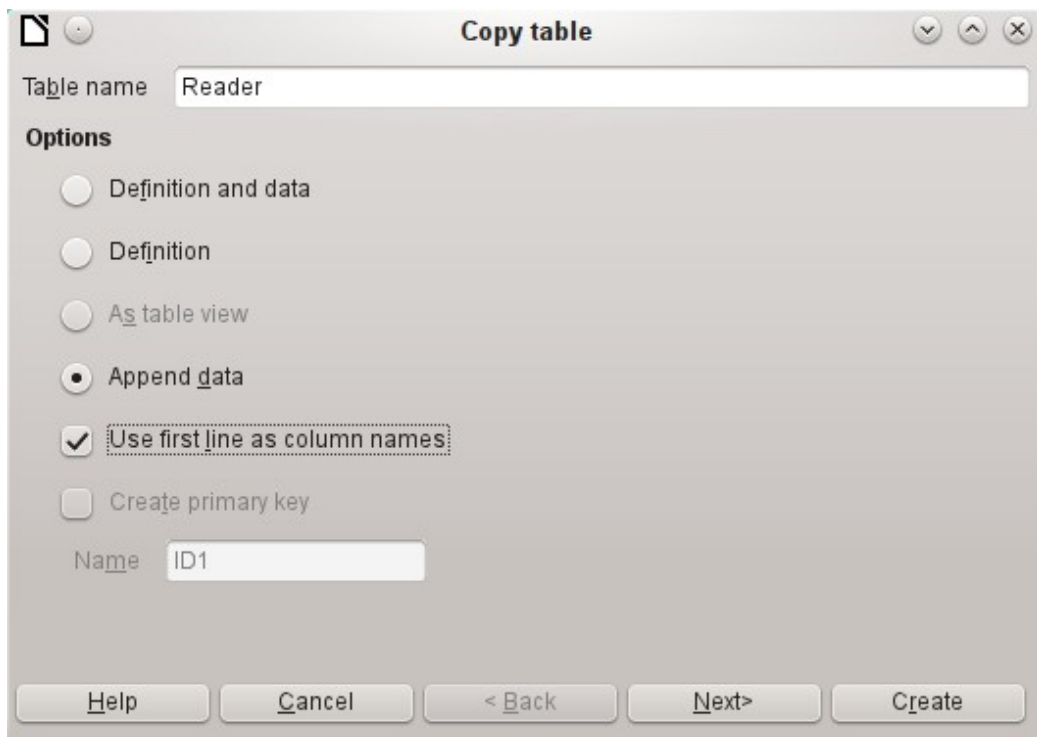 Copy table
Table name Reader
Options
Definition and data
Definition
As table view
Append data
Use first line as column names
Create primary key
Name ID1
Help Cancel < Back Next> Create